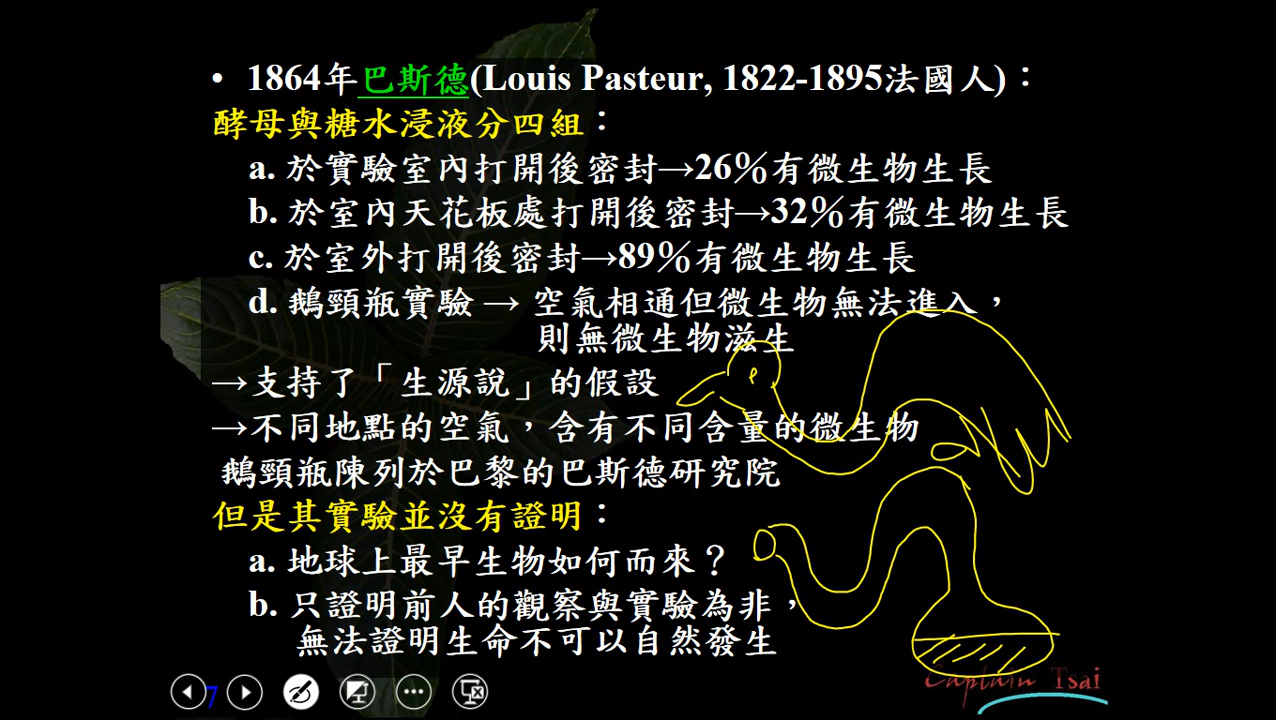 • 1864年巴斯德(Louis Pasteur, 1822-1895法國人)：
酵母與糖水浸液分四組：
a. 於實驗室內打開後密封→26％有微生物生長
b. 於室內天花板處打開後密封→32％有微生物生長
c. 於室外打開後密封→89％有微生物生長
d. 鵝頸瓶實驗 → 空氣相通但微生物無法進入，
則無微生物滋生
→支持了「生源說」的假設
→不同地點的空氣，含有不同含量的微生物
鵝頸瓶陳列於巴黎的巴斯德研究院
但是其實驗並沒有證明：
a. 地球上最早生物如何而來？
b. 只證明前人的觀察與實驗為非，
無法證明生命不可以自然發生
Captain Tsai
7